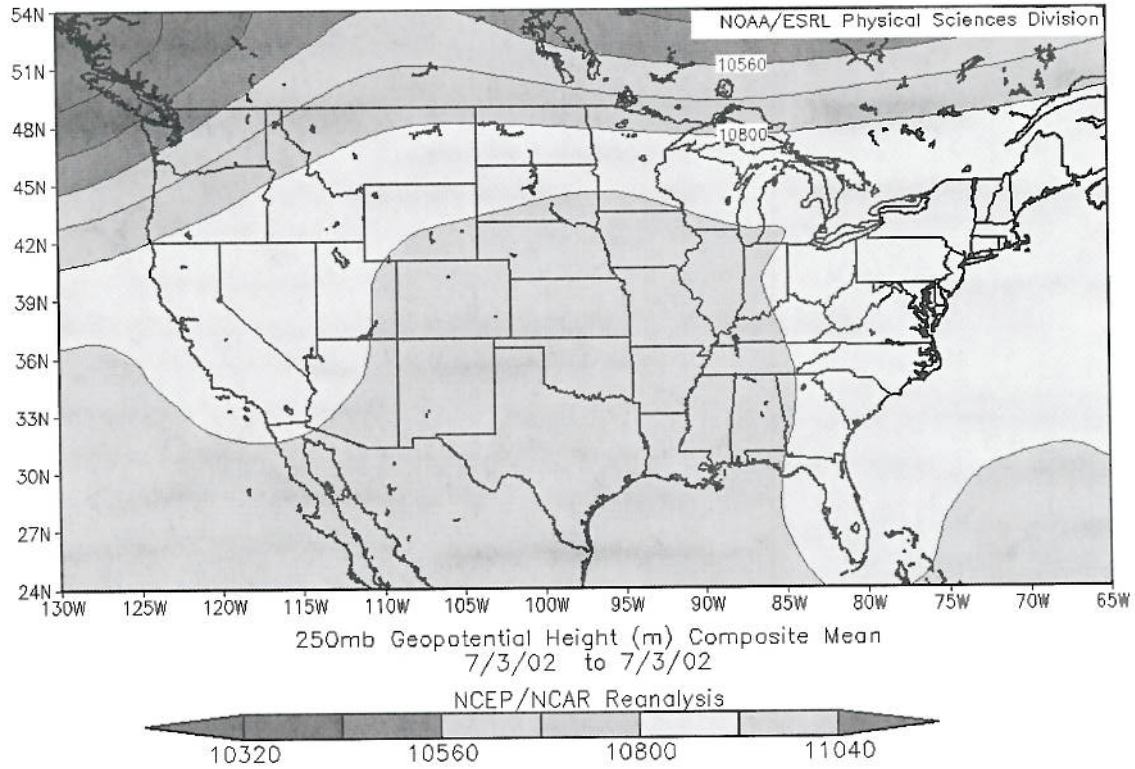 NOAA/ESRL Physical Sciences Division
54N
51N
48N
45N
42N
39N
36N
33N
30N
27N
24N
10560
10800
130W 125W 120W 115W 110W 105W 100W 95W 90W 85W 80W 75W 70W 65W
250mb Geopotential Height (m) Composite Mean
7/3/02 to 7/3/02
NCEP/NCAR Reanalysis
10320 10560 10800 11040